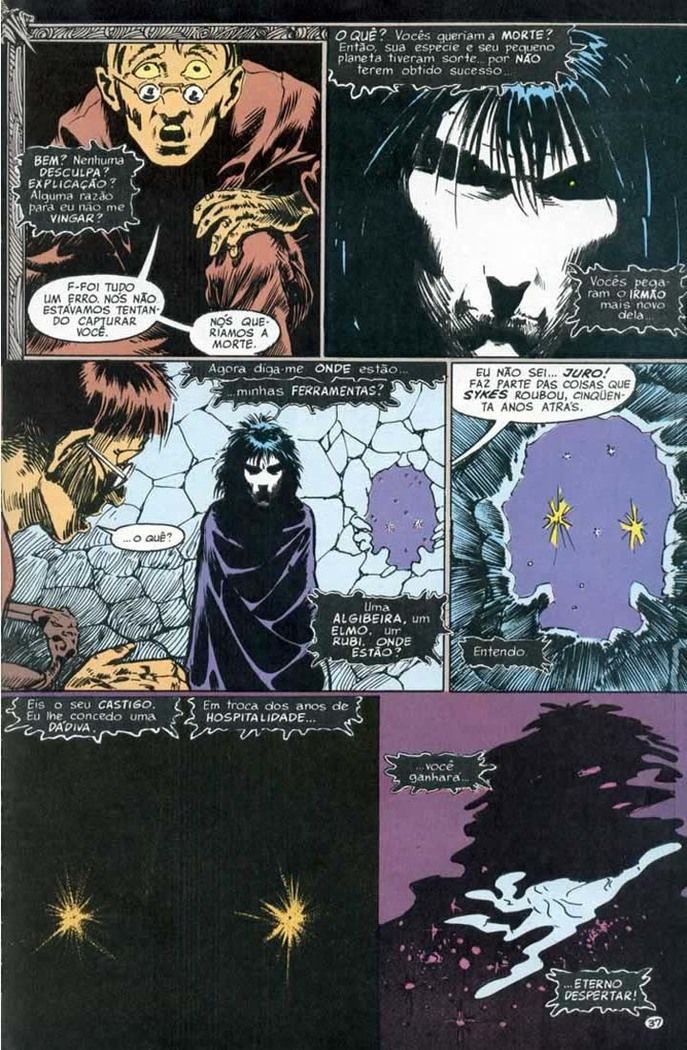 BEM? Nenhuma
DESCULPA?
EXPLICAÇÃO?
Alguma razão
para eu não me
VINGAR?
F-FOI TUDO
UM ERRO. NÓS NÃO
ESTÁVAMOS TENTAN-
DO CAPTURAR
VOCÊ.
NÓS QUE-
RÍAMOS A
MORTE.
O QUÊ? Vocês queriam a MORTE?
Então, sua espécie e seu pequeno
planeta tiveram sorte... por NÃO
terem obtido sucesso...
Vocês pega-
ram o IRMÃO
mais novo
dela...
Agora diga-me ONDE estão...
...minhas FERRAMENTAS?
...O QUÊ?
Uma
ALGIBEIRA, um
ELMO, um
RUBI. ONDE
ESTÃO?
EU NÃO SEI... JURO!
FAZ PARTE DAS COISAS QUE
SYKES ROUBOU, CINQÜEN-
TA ANOS ATRÁS.
Entendo.
Eis o seu CASTIGO.
Eu lhe concedo uma
DÁDIVA.
Em troca dos anos de
HOSPITALIDADE...
...você
ganhará...
...ETERNO
DESPERTAR!
37